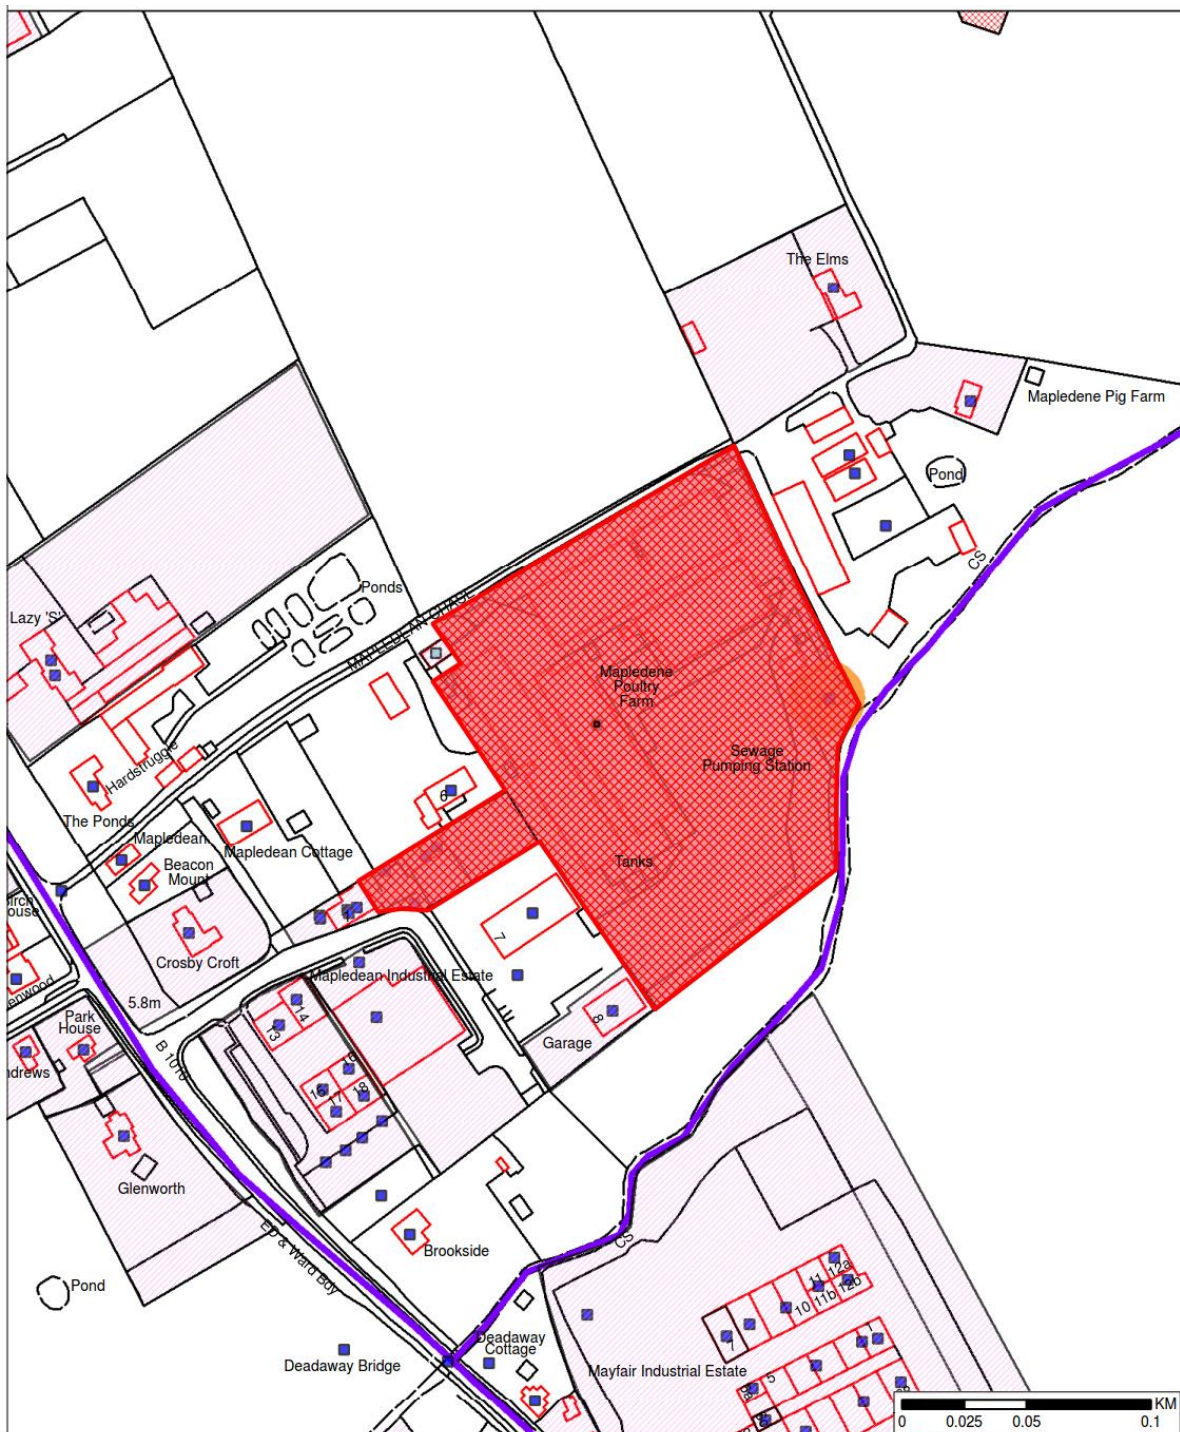 The Elms
Mapledene Pig Farm
Pond
CS
Ponds
MAPLEDEAN CHASE
Lazy 'S'
Mapledene
Poultry
Farm
Sewage
Pumping Station
Hardstruggle
6
The Ponds
Mapledean
Mapledean Cottage
Beacon
Mount
Tanks
1
7
Crosby Croft
Mapledean Industrial Estate
5.8m
14
13
8
Park
House
Garage
B 1010
16
17
18
Glenworth
Brookside
CS
ED & Ward Bdy
Pond
11
12a
10
11b
12b
7
1
Deadaway
Cottage
Deadaway Bridge
Mayfair Industrial Estate
5
KM
0
0.025
0.05
0.1